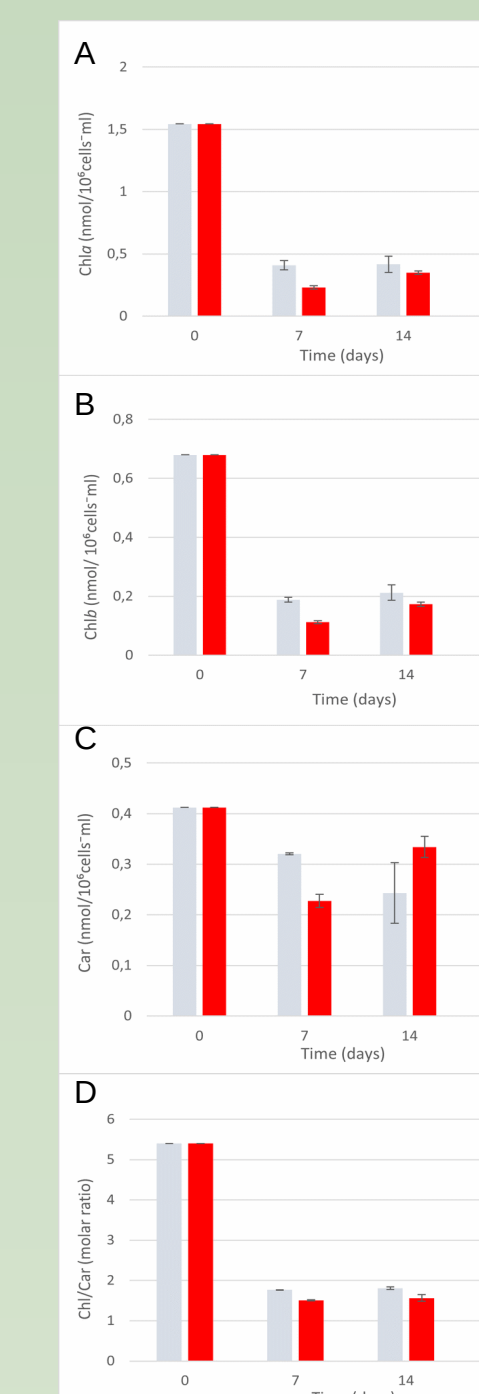 A
Chla (nmol/10⁶cells⁻ml)
2
1,5
1
0,5
0
0 7 14
Time (days)
B
Chlb (nmol/ 10⁶cells⁻ml)
0,8
0,6
0,4
0,2
0
0 7 14
Time (days)
C
Car (nmol/10⁶cells⁻ml)
0,5
0,4
0,3
0,2
0,1
0
0 7 14
Time (days)
D
Chl/Car (molar ratio)
6
5
4
3
2
1
0
0 7 14